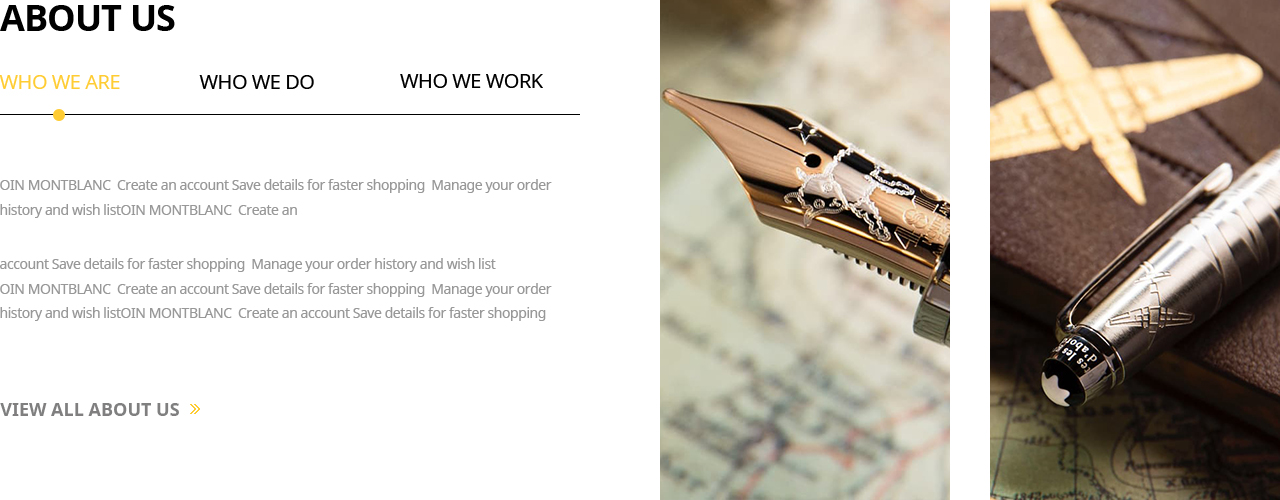 ABOUT US
WHO WE ARE
WHO WE DO
WHO WE WORK
OIN MONTBLANC Create an account Save details for faster shopping Manage your order
history and wish listOIN MONTBLANC Create an
account Save details for faster shopping Manage your order history and wish list
OIN MONTBLANC Create an account Save details for faster shopping Manage your order
history and wish listOIN MONTBLANC Create an account Save details for faster shopping
VIEW ALL ABOUT US
les
d'abor
1842